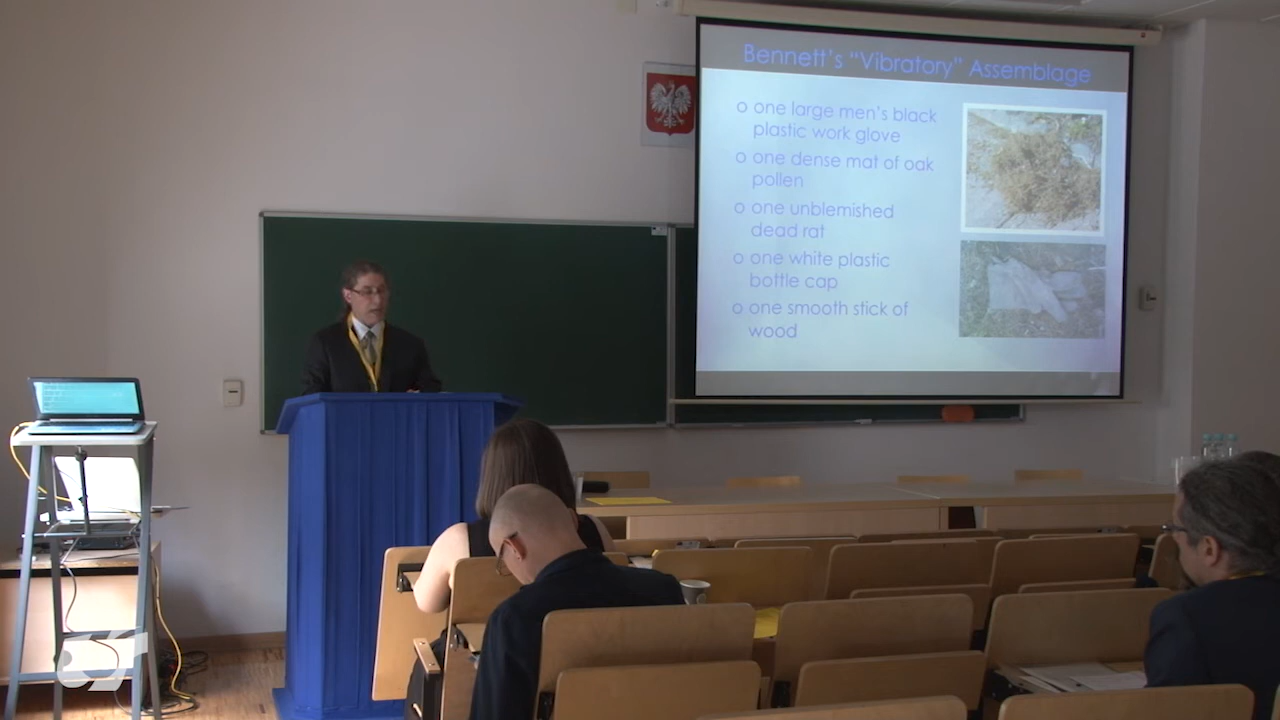 Bennett's "Vibratory" Assemblage
o one large men's black
plastic work glove
o one dense mat of oak
pollen
o one unblemished
dead rat
o one white plastic
bottle cap
o one smooth stick of
wood